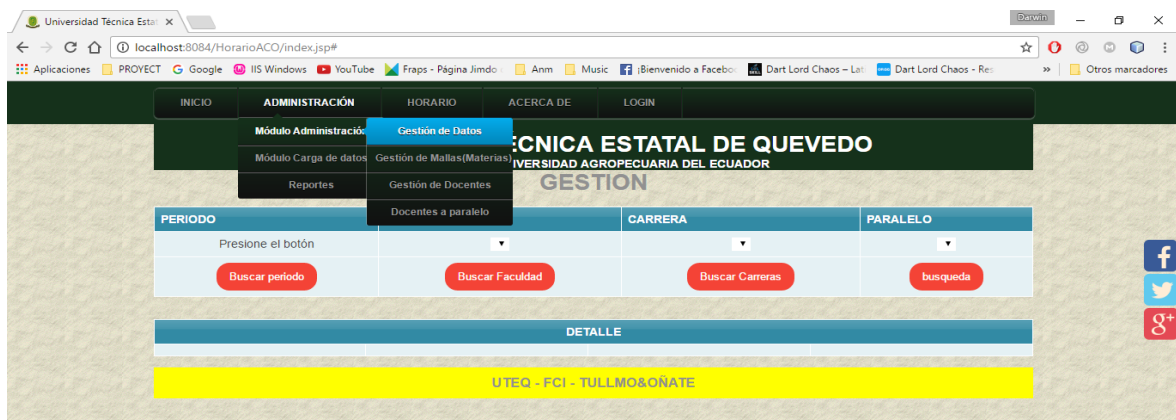 Universidad Técnica Esta
Darwin
localhost:8084/HorarioACO/index.jsp#
Aplicaciones PROYECT Google IIS Windows YouTube Fraps - Página Jimdo Anm Music ¡Bienvenido a Facebo Dart Lord Chaos – Lat Dart Lord Chaos - Res » Otros marcadores
INICIO ADMINISTRACIÓN HORARIO ACERCA DE LOGIN
Módulo Administración Gestión de Datos
ÉCNICA ESTATAL DE QUEVEDO
Módulo Carga de datos Gestión de Mallas(Materias)
IVERSIDAD AGROPECUARIA DEL ECUADOR
Reportes Gestión de Docentes
GESTION
Docentes a paralelo
PERIODO CARRERA PARALELO
Presione el botón
Buscar periodo Buscar Faculdad Buscar Carreras busqueda
DETALLE
UTEQ - FCI - TULLMO&OÑATE
f
g+